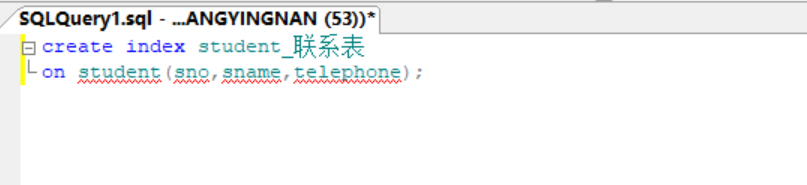 SQLQuery1.sql - ...ANGYINGNAN (53))*
create index student_联系表
on student(sno,sname,telephone);